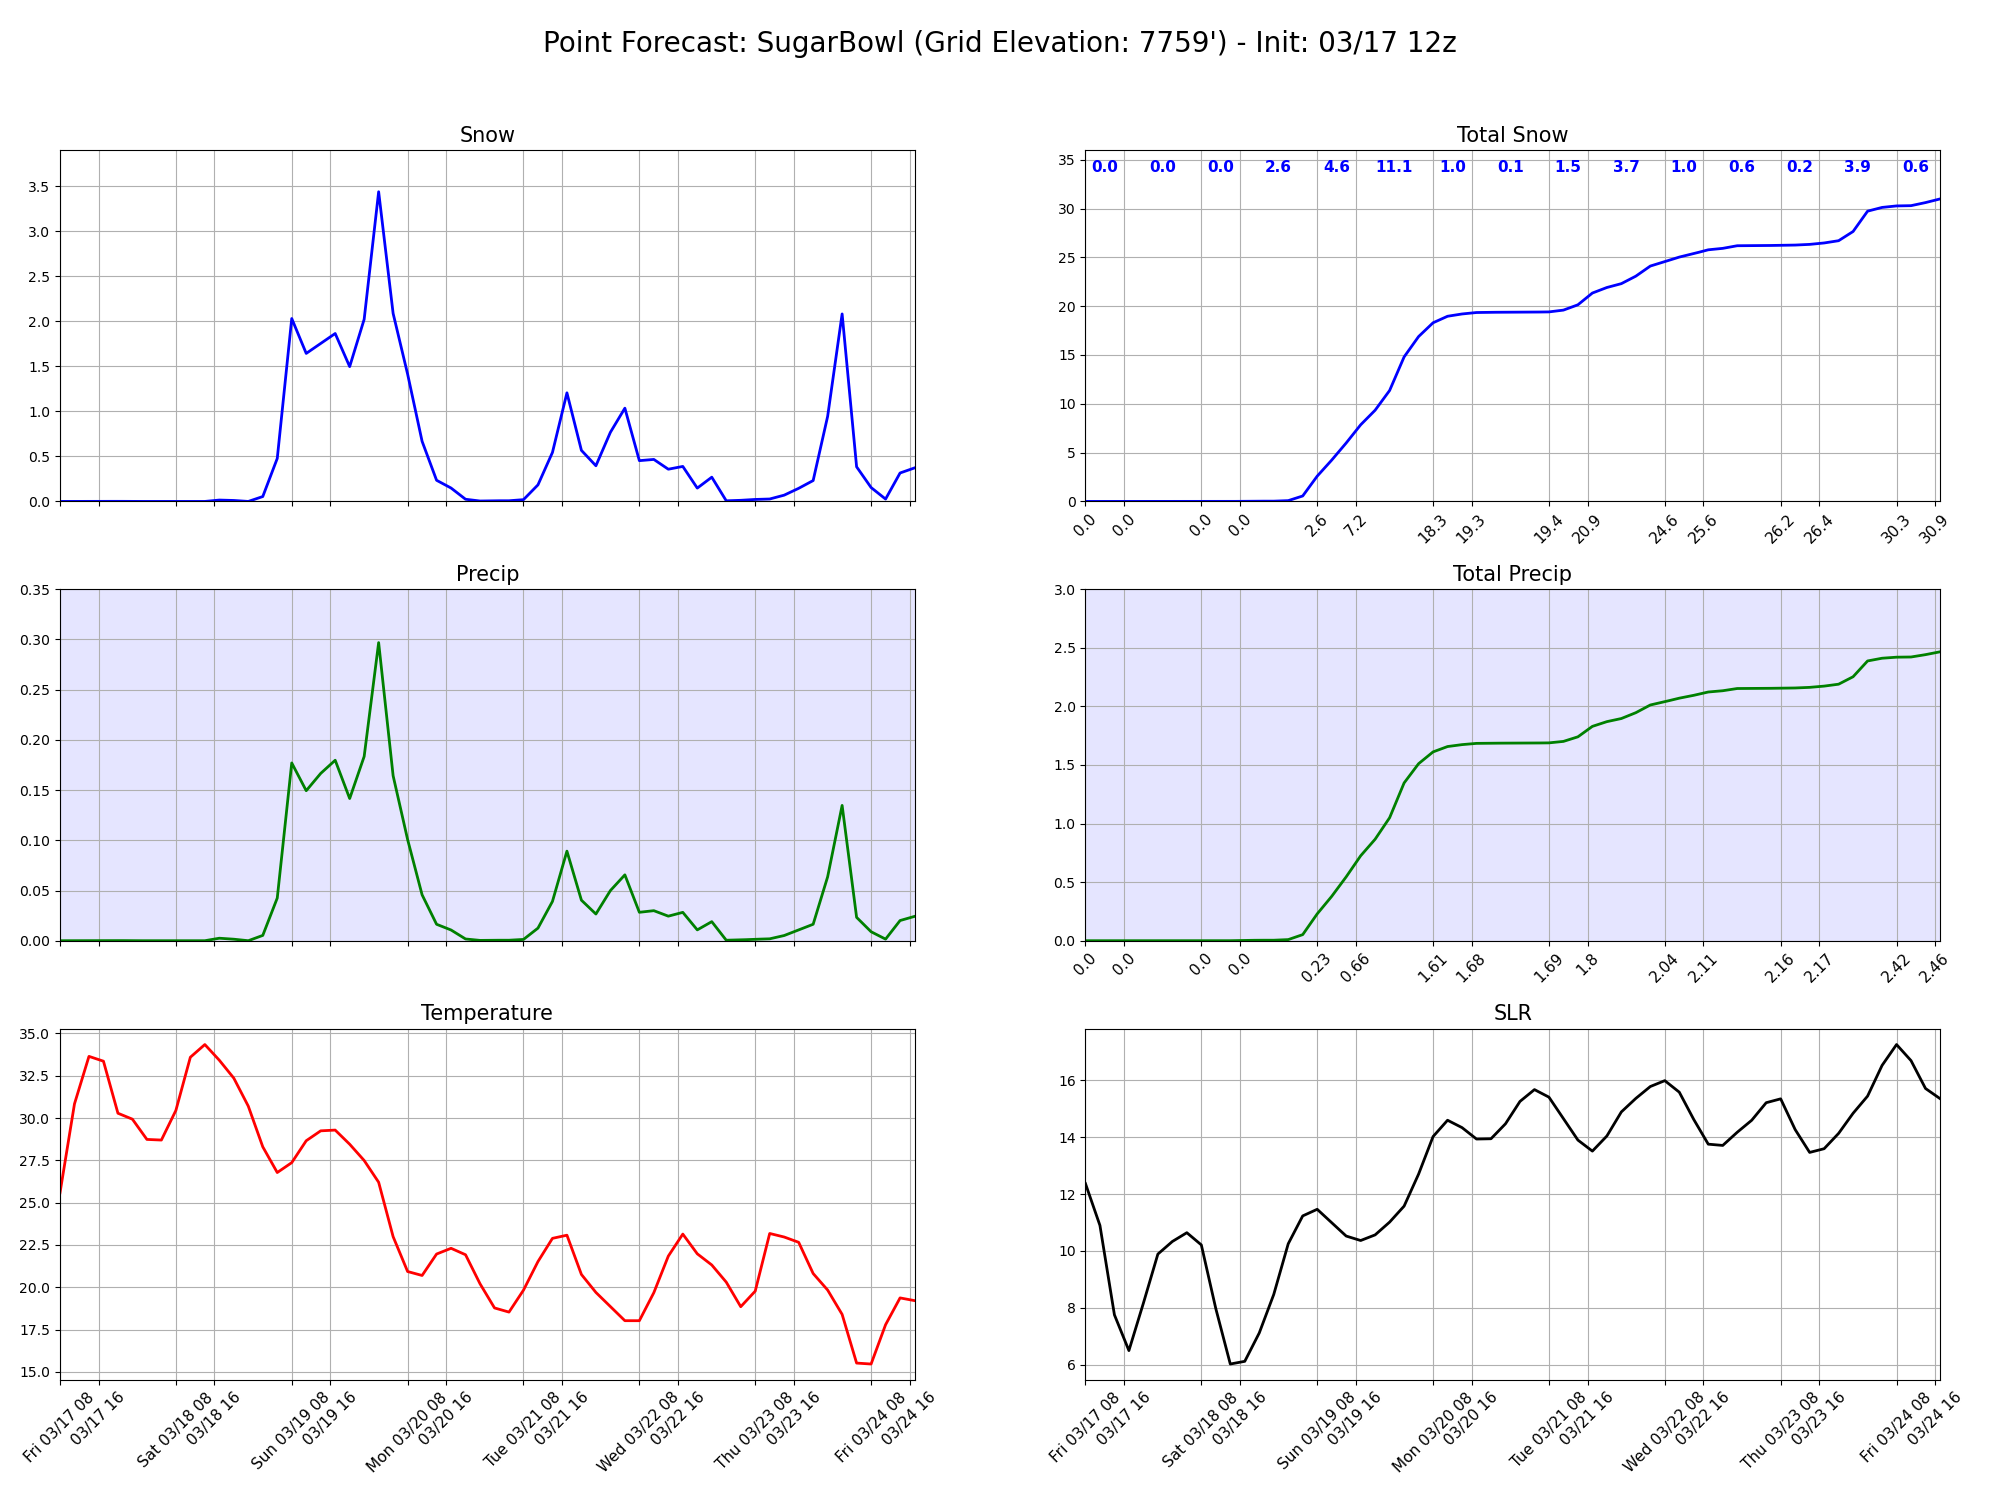 Point Forecast: SugarBowl (Grid Elevation: 7759') - Init: 03/17 12z
Snow
3.5
3.0
2.5
2.0
1.5
1.0
0.5
0.0
Total Snow
0.0 0.0 0.0 2.6 4.6 11.1 1.0 0.1 1.5 3.7 1.0 0.6 0.2 3.9 0.6
35
30
25
20
15
10
5
0
0.0 0.0 0.0 0.0 2.6 7.2 18.3 19.3 19.4 20.9 24.6 25.6 26.2 26.4 30.3 30.9
Precip
0.35
0.30
0.25
0.20
0.15
0.10
0.05
0.00
Total Precip
3.0
2.5
2.0
1.5
1.0
0.5
0.0
0.0 0.0 0.0 0.0 0.23 0.66 1.61 1.68 1.69 1.8 2.04 2.11 2.16 2.17 2.42 2.46
Temperature
35.0
32.5
30.0
27.5
25.0
22.5
20.0
17.5
15.0
Fri 03/17 08
03/17 16
Sat 03/18 08
03/18 16
Sun 03/19 08
03/19 16
Mon 03/20 08
03/20 16
Tue 03/21 08
03/21 16
Wed 03/22 08
03/22 16
Thu 03/23 08
03/23 16
Fri 03/24 08
03/24 16
SLR
16
14
12
10
8
6
Fri 03/17 08
03/17 16
Sat 03/18 08
03/18 16
Sun 03/19 08
03/19 16
Mon 03/20 08
03/20 16
Tue 03/21 08
03/21 16
Wed 03/22 08
03/22 16
Thu 03/23 08
03/23 16
Fri 03/24 08
03/24 16